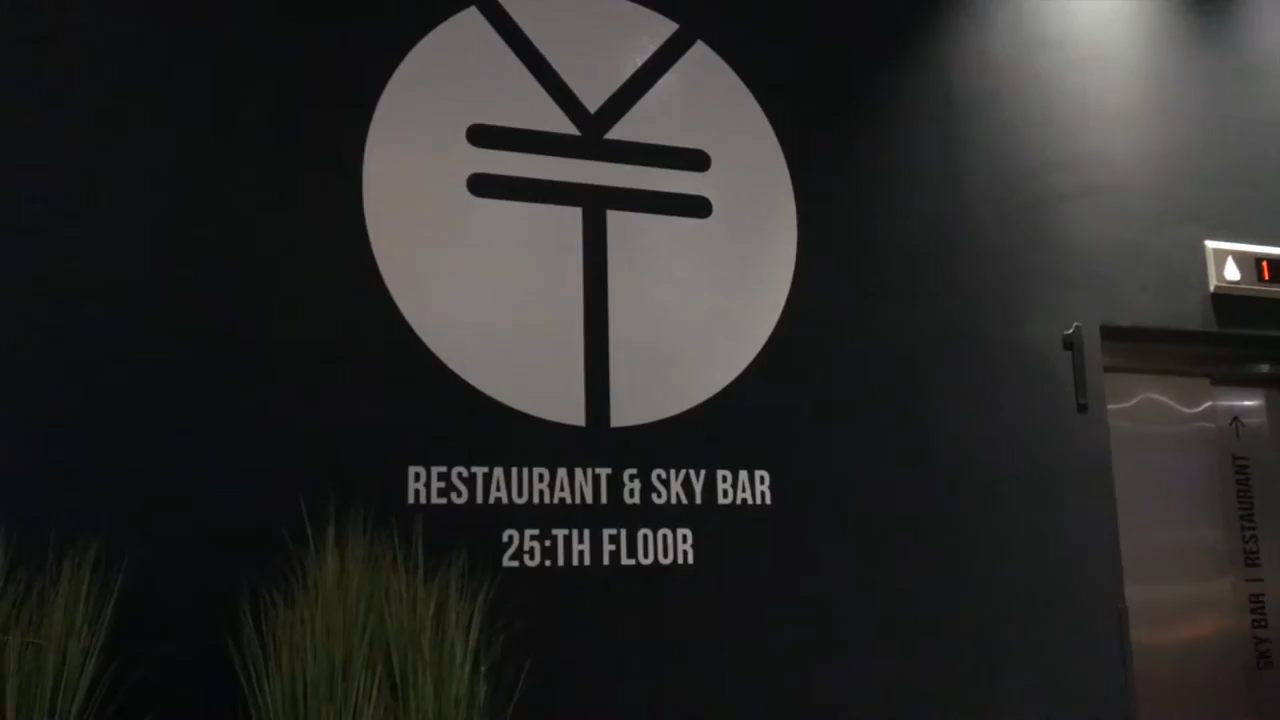 RESTAURANT & SKY BAR
25:TH FLOOR
1
SKY BAR | RESTAURANT